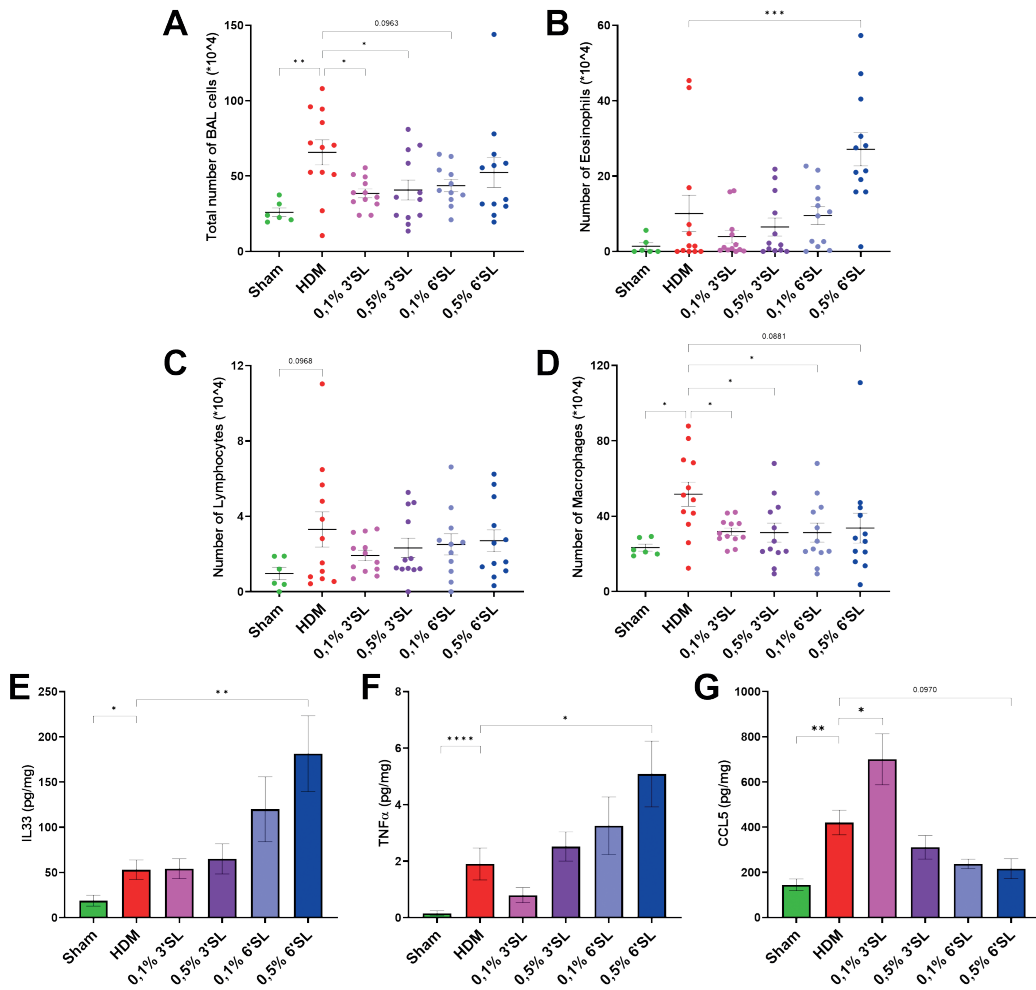 A
Total number of BAL cells (*10^4)
150
100
50
0
**
*
*
0.0963
Sham
HDM
0,1% 3'SL
0,5% 3'SL
0,1% 6'SL
0,5% 6'SL
B
Number of Eosinophils (*10^4)
60
40
20
0
***
Sham
HDM
0,1% 3'SL
0,5% 3'SL
0,1% 6'SL
0,5% 6'SL
C
Number of Lymphocytes (*10^4)
12
8
4
0
0.0968
Sham
HDM
0,1% 3'SL
0,5% 3'SL
0,1% 6'SL
0,5% 6'SL
D
Number of Macrophages (*10^4)
120
80
40
0
0.0881
*
*
*
*
Sham
HDM
0,1% 3'SL
0,5% 3'SL
0,1% 6'SL
0,5% 6'SL
E
IL33 (pg/mg)
250
200
150
100
50
0
*
**
Sham
HDM
0,1% 3'SL
0,5% 3'SL
0,1% 6'SL
0,5% 6'SL
F
TNFα (pg/mg)
8
6
4
2
0
****
*
Sham
HDM
0,1% 3'SL
0,5% 3'SL
0,1% 6'SL
0,5% 6'SL
G
CCL5 (pg/mg)
1000
800
600
400
200
0
**
*
0.0970
Sham
HDM
0,1% 3'SL
0,5% 3'SL
0,1% 6'SL
0,5% 6'SL